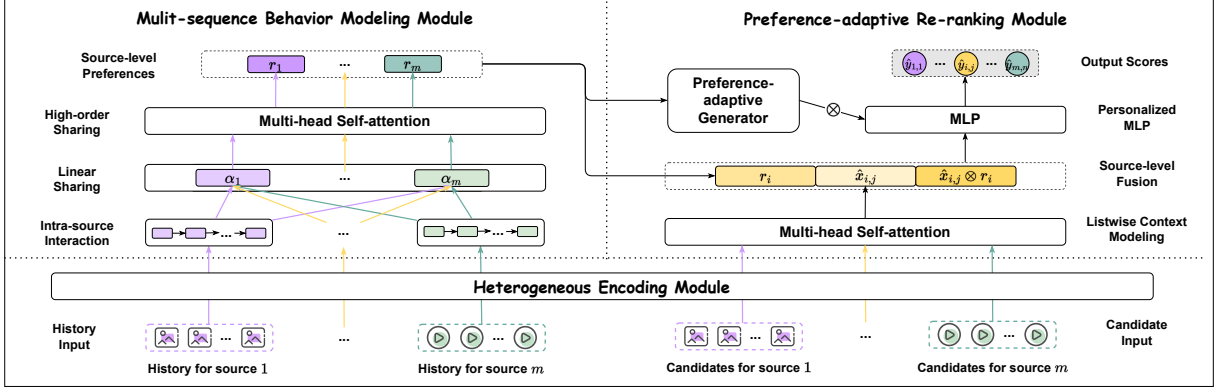 Mulit-sequence Behavior Modeling Module
Source-level
Preferences
r₁ ... rₘ
High-order
Sharing
Multi-head Self-attention
Linear
Sharing
α₁ ... αₘ
Intra-source
Interaction
... ... ...
Preference-adaptive Re-ranking Module
ŷ₁,₁ ... ŷᵢ,ⱼ ... ŷₘ,ₙ
Output Scores
Preference-
adaptive
Generator
⊗
MLP
Personalized
MLP
rᵢ x̂ᵢ,ⱼ x̂ᵢ,ⱼ ⊗ rᵢ
Source-level
Fusion
Multi-head Self-attention
Listwise Context
Modeling
Heterogeneous Encoding Module
History
Input
... ... ...
History for source 1
History for source m
... ... ...
Candidates for source 1
Candidates for source m
Candidate
Input